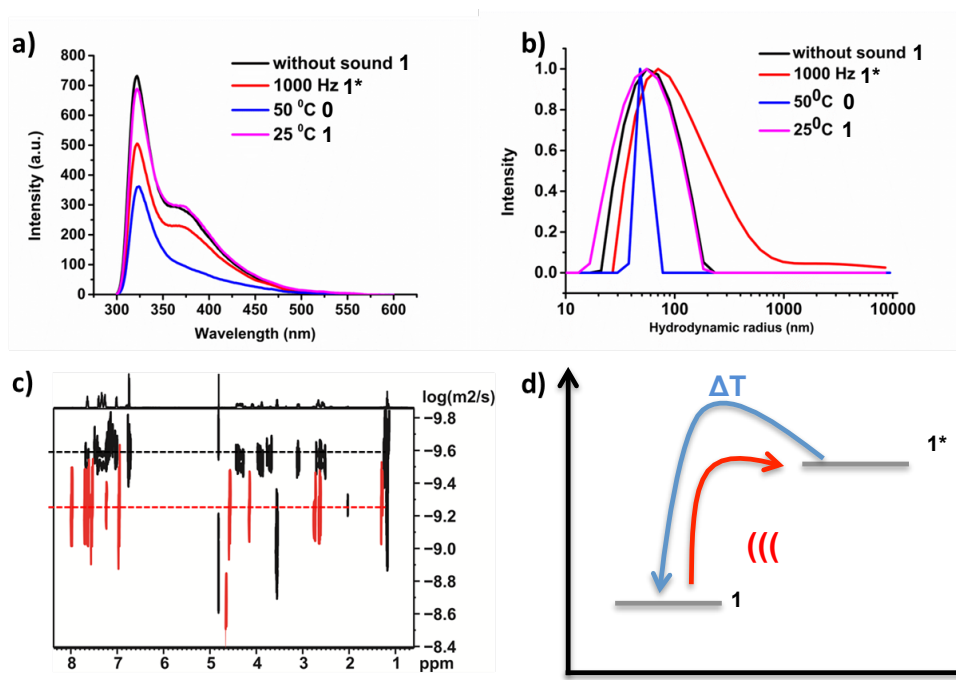 a)
without sound 1
1000 Hz 1*
50 ⁰C 0
25 ⁰C 1
800
700
600
500
400
300
200
100
0
Intensity (a.u.)
300 350 400 450 500 550 600
Wavelength (nm)
b)
without sound 1
1000 Hz 1*
50⁰C 0
25⁰C 1
1.0
0.8
0.6
0.4
0.2
0.0
Intensity
10 100 1000 10000
Hydrodynamic radius (nm)
c)
log(m2/s)
−9.8
−9.6
−9.4
−9.2
−9.0
−8.8
−8.6
−8.4
8 7 6 5 4 3 2 1
ppm
d)
ΔT
1*
(((
1